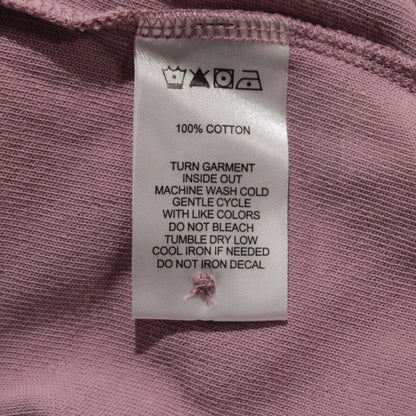 100% COTTON
TURN GARMENT
INSIDE OUT
MACHINE WASH COLD
GENTLE CYCLE
WITH LIKE COLORS
DO NOT BLEACH
TUMBLE DRY LOW
COOL IRON IF NEEDED
DO NOT IRON DECAL